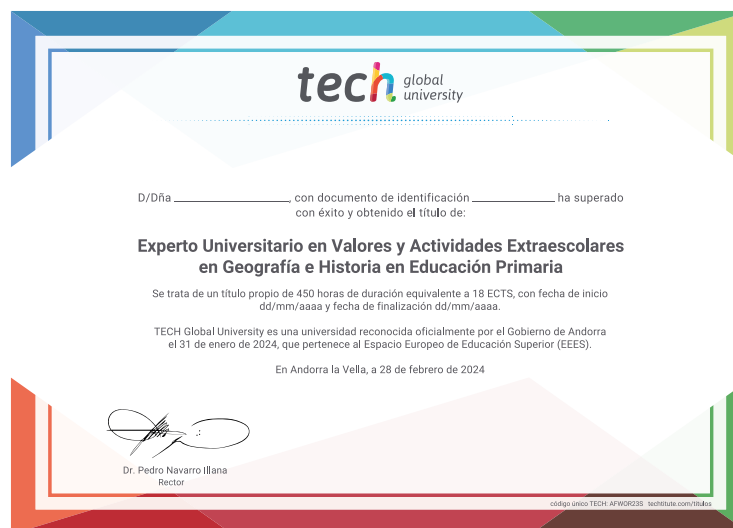 tech global university
D/Dña ____________________, con documento de identificación ______________ ha superado
con éxito y obtenido el título de:
Experto Universitario en Valores y Actividades Extraescolares
en Geografía e Historia en Educación Primaria
Se trata de un título propio de 450 horas de duración equivalente a 18 ECTS, con fecha de inicio
dd/mm/aaaa y fecha de finalización dd/mm/aaaa.
TECH Global University es una universidad reconocida oficialmente por el Gobierno de Andorra
el 31 de enero de 2024, que pertenece al Espacio Europeo de Educación Superior (EEES).
En Andorra la Vella, a 28 de febrero de 2024
Dr. Pedro Navarro Illana
Rector
código único TECH: AFWOR23S techtitute.com/titulos